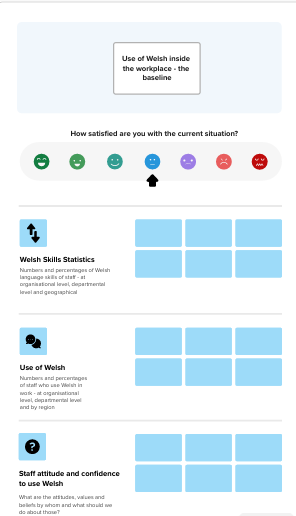 Use of Welsh inside
the workplace - the
baseline
How satisfied are you with the current situation?
Welsh Skills Statistics
Numbers and percentages of Welsh
language skills of staff - at
organisational level, departmental
level and geographical
Use of Welsh
Numbers and percentages
of staff who use Welsh in
work - at organisational
level, departmental level
and by region
?
Staff attitude and confidence
to use Welsh
What are the attitudes, values and
beliefs by whom and what should we
do about those?